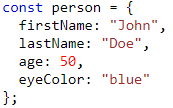 const person = {
  firstName: "John",
  lastName: "Doe",
  age: 50,
  eyeColor: "blue"
};